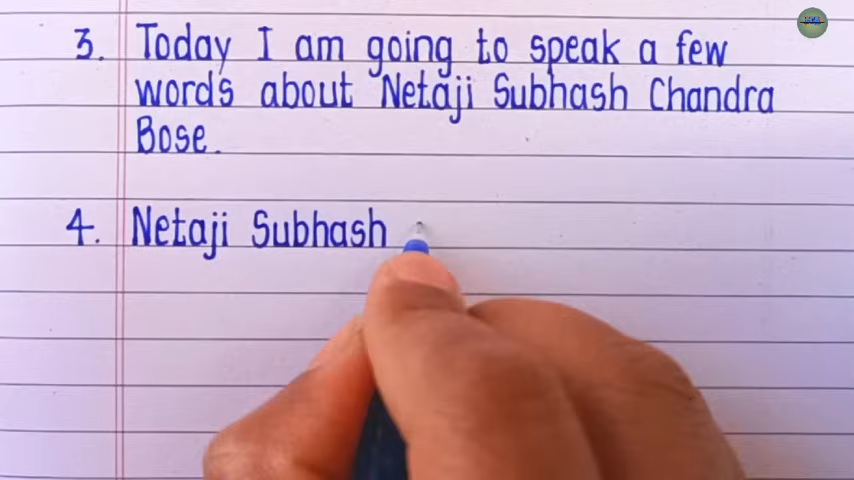 3. Today I am going to speak a few
words about Netaji Subhash Chandra
Bose.
4. Netaji Subhash